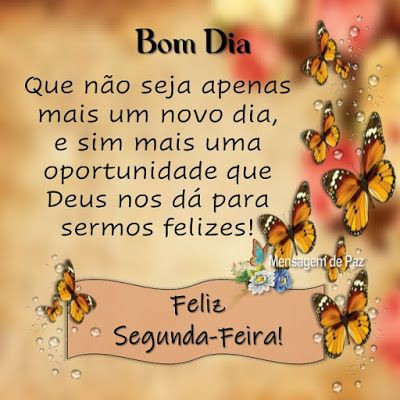 Bom Dia
Que não seja apenas
mais um novo dia,
e sim mais uma
oportunidade que
Deus nos dá para
sermos felizes!
Mensagem de Paz
Feliz
Segunda-Feira!